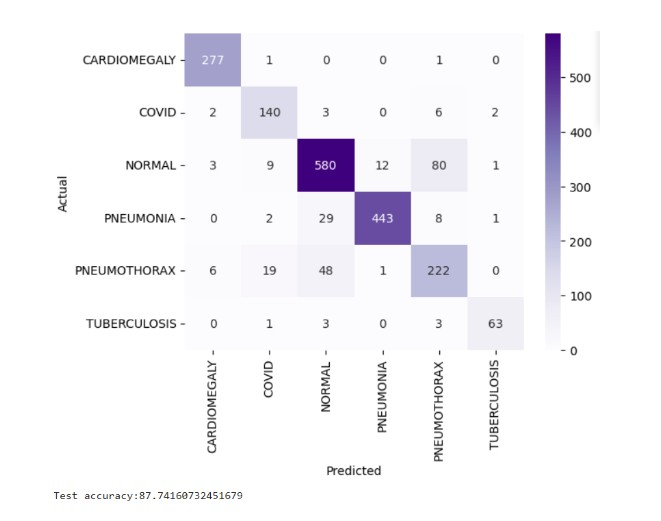 CARDIOMEGALY 277 1 0 0 1 0
COVID 2 140 3 0 6 2
NORMAL 3 9 580 12 80 1
PNEUMONIA 0 2 29 443 8 1
PNEUMOTHORAX 6 19 48 1 222 0
TUBERCULOSIS 0 1 3 0 3 63
Actual
CARDIOMEGALY
COVID
NORMAL
PNEUMONIA
PNEUMOTHORAX
TUBERCULOSIS
Predicted
500
400
300
200
100
0
Test accuracy:87.74160732451679